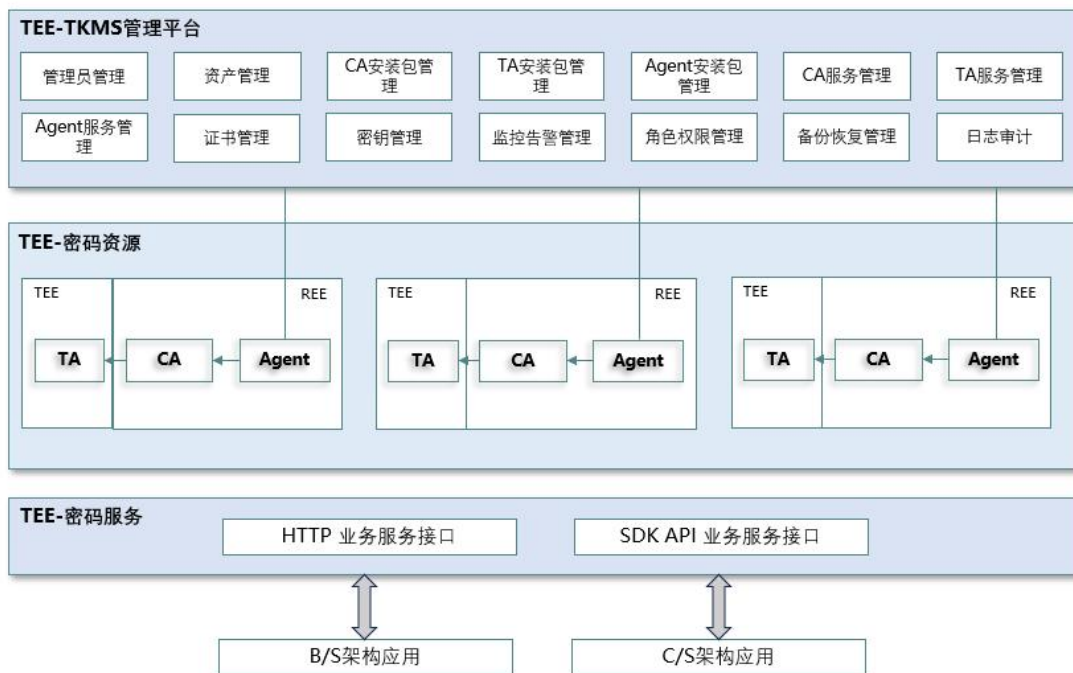 TEE-TKMS管理平台
管理员管理
资产管理
CA安装包管
理
TA安装包管
理
Agent安装包
管理
CA服务管理
TA服务管理
Agent服务管
理
证书管理
密钥管理
监控告警管理
角色权限管理
备份恢复管理
日志审计
TEE-密码资源
TEE
REE
TA
CA
Agent
TEE
REE
TA
CA
Agent
TEE
REE
TA
CA
Agent
TEE-密码服务
HTTP 业务服务接口
SDK API 业务服务接口
B/S架构应用
C/S架构应用